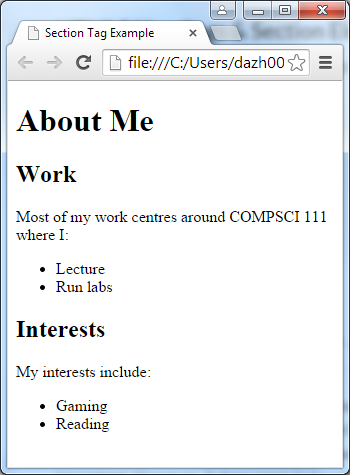 Section Tag Example
file:///C:/Users/dazh00
About Me
Work
Most of my work centres around COMPSCI 111
where I:
Lecture
Run labs
Interests
My interests include:
Gaming
Reading